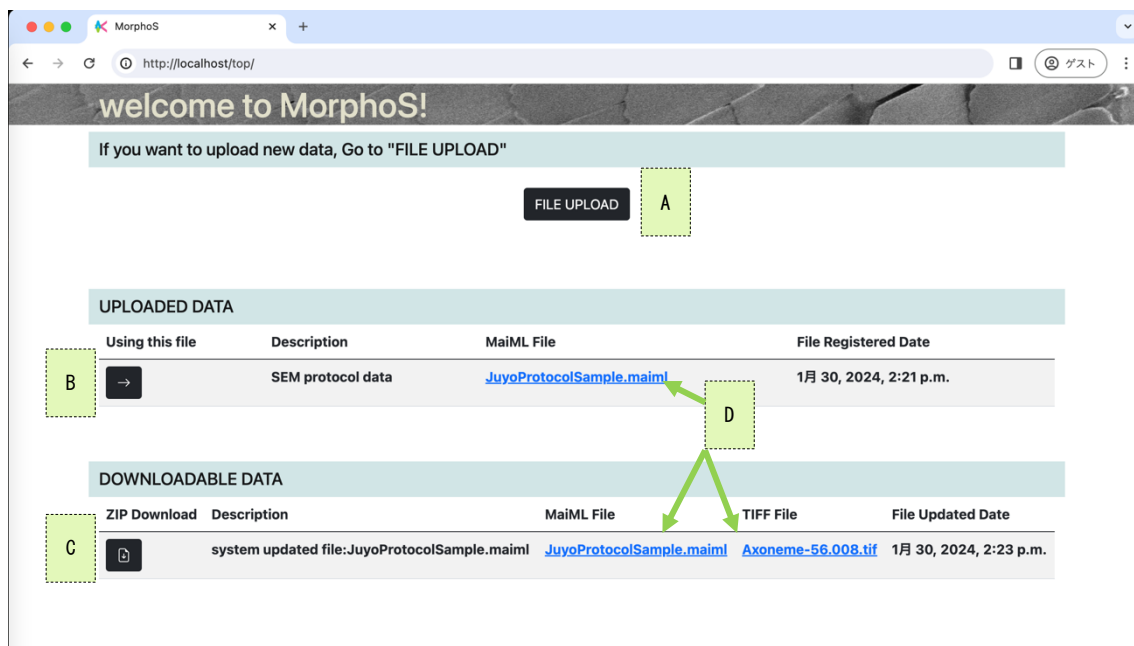 MorphoS
http://localhost/top/
ゲスト
welcome to MorphoS!
If you want to upload new data, Go to "FILE UPLOAD"
FILE UPLOAD
A
UPLOADED DATA
Using this file Description MaiML File File Registered Date
B
SEM protocol data JuyoProtocolSample.maiml 1月 30, 2024, 2:21 p.m.
D
DOWNLOADABLE DATA
ZIP Download Description MaiML File TIFF File File Updated Date
C
system updated file:JuyoProtocolSample.maiml JuyoProtocolSample.maiml Axoneme-56.008.tif 1月 30, 2024, 2:23 p.m.